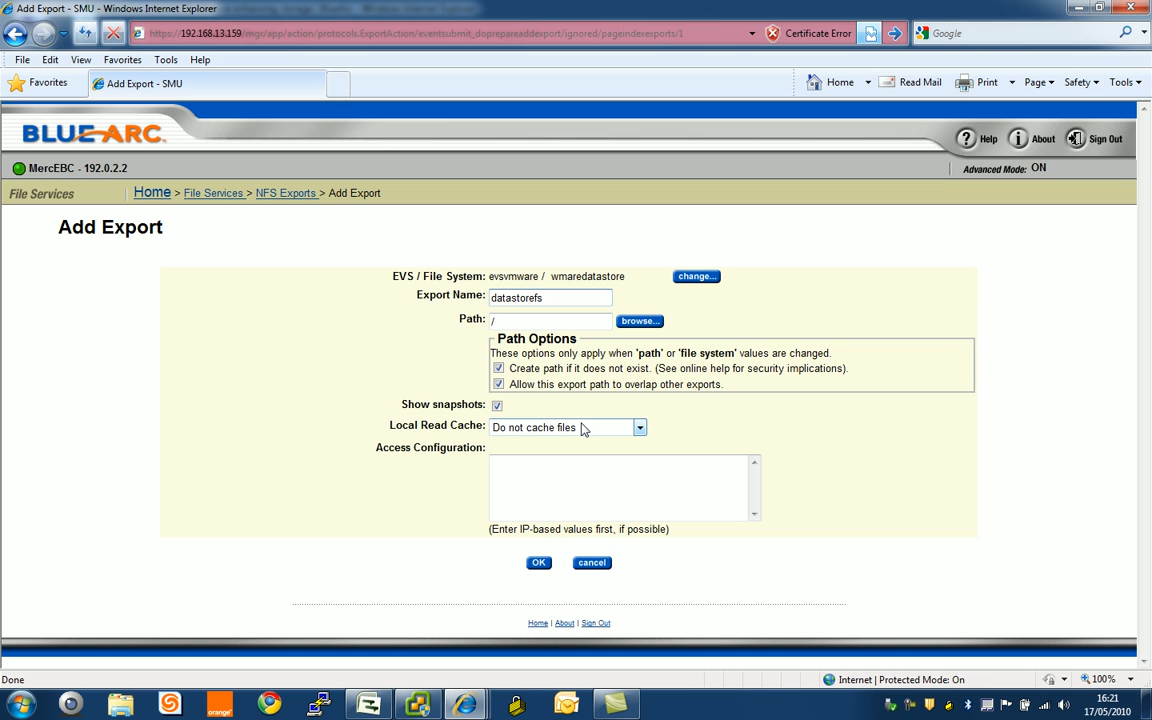 Add Export - SMU - Windows Internet Explorer
https://192.168.13.159/mgr/app/action/protocols.ExportAction/eventsubmit_doprepareaddexport/ignored/pageindexexports/1
Certificate Error
Google
File Edit View Favorites Tools Help
Favorites
Add Export - SMU
Home
Read Mail
Print
Page
Safety
Tools
BLUE ARC
Help
About
Sign Out
MercEBC - 192.0.2.2
Advanced Mode: ON
File Services
Home > File Services > NFS Exports > Add Export
Add Export
EVS / File System: evsvmware / wmaredatastore change...
Export Name: datastorefs
Path: / browse...
Path Options
These options only apply when 'path' or 'file system' values are changed.
Create path if it does not exist. (See online help for security implications).
Allow this export path to overlap other exports.
Show snapshots:
Local Read Cache: Do not cache files
Access Configuration:
(Enter IP-based values first, if possible)
OK cancel
Home | About | Sign Out
Done
Internet | Protected Mode: On
100%
orange
16:21
17/05/2010